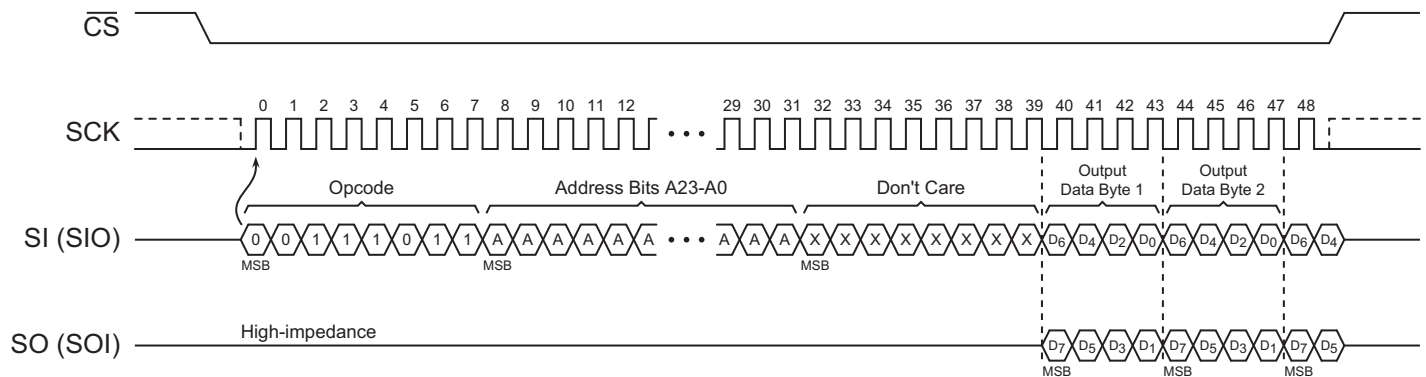 CS
0 1 2 3 4 5 6 7 8 9 10 11 12 29 30 31 32 33 34 35 36 37 38 39 40 41 42 43 44 45 46 47 48
SCK
Opcode Address Bits A23-A0 Don't Care Output Data Byte 1 Output Data Byte 2
SI (SIO) 0 0 1 1 1 0 1 1 A A A A A A A A A X X X X X X X X D6 D4 D2 D0 D6 D4 D2 D0 D6 D4
MSB MSB MSB
High-impedance
SO (SOI) D7 D5 D3 D1 D7 D5 D3 D1 D7 D5
MSB MSB MSB